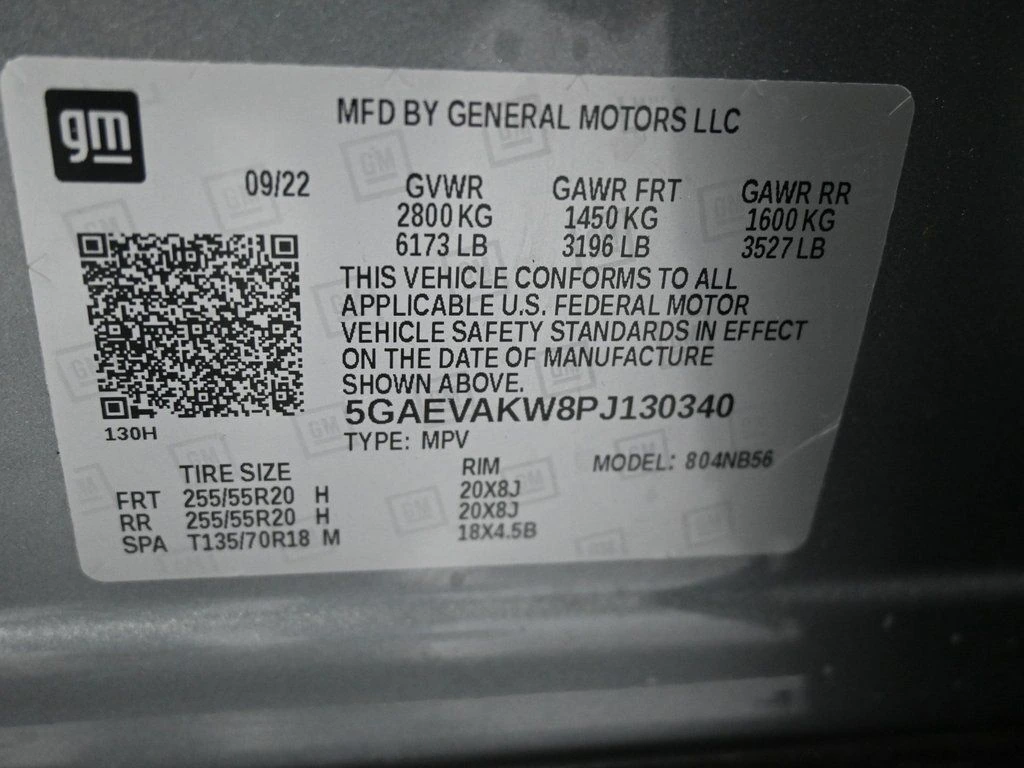 gm
MFD BY GENERAL MOTORS LLC
09/22
GVWR GAWR FRT GAWR RR
2800 KG 1450 KG 1600 KG
6173 LB 3196 LB 3527 LB
THIS VEHICLE CONFORMS TO ALL
APPLICABLE U.S. FEDERAL MOTOR
VEHICLE SAFETY STANDARDS IN EFFECT
ON THE DATE OF MANUFACTURE
SHOWN ABOVE.
5GAEVAKW8PJ130340
130H
TYPE: MPV
TIRE SIZE RIM MODEL: 804NB56
FRT 255/55R20 H 20X8J
RR 255/55R20 H 20X8J
SPA T135/70R18 M 18X4.5B